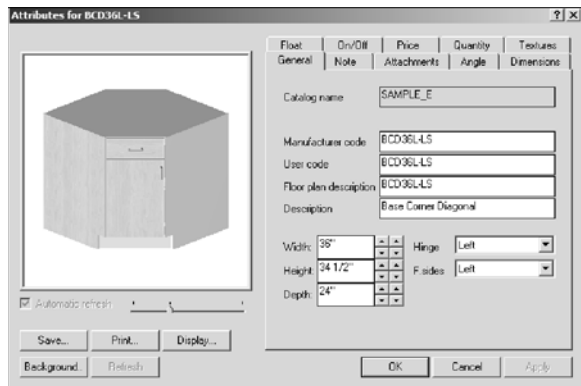 Attributes for BCD36L-LS
Float On/Off Price Quantity Textures
General Note Attachments Angle Dimensions
Catalog name SAMPLE_E
Manufacturer code BCD36L-LS
User code BCD36L-LS
Floor plan description BCD36L-LS
Description Base Corner Diagonal
Width: 36" Hinge Left
Height: 34 1/2" F.sides Left
Depth: 24"
Automatic refresh
Save... Print... Display...
Background.. Refresh
OK Cancel Apply